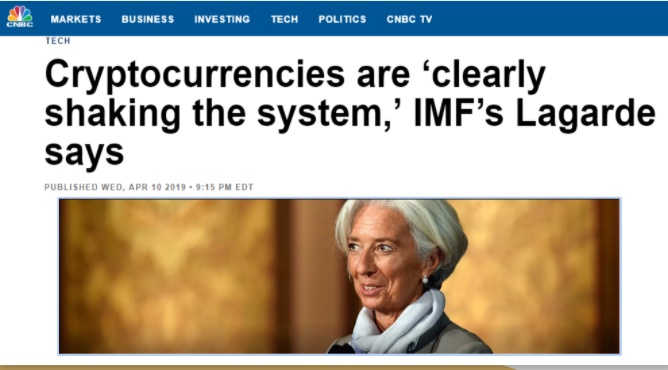 CNBC MARKETS BUSINESS INVESTING TECH POLITICS CNBC TV
TECH
Cryptocurrencies are ‘clearly
shaking the system,’ IMF’s Lagarde
says
PUBLISHED WED, APR 10 2019 • 9:15 PM EDT